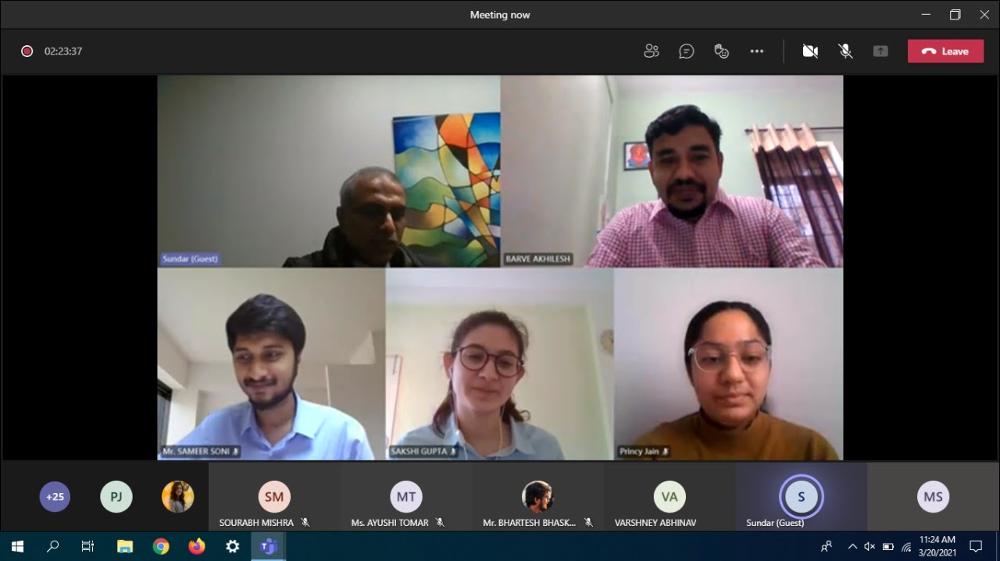 Meeting now
02:23:37
Leave
Sundar (Guest)
BARVE AKHILESH
Mr. SAMEER SONI
SAKSHI GUPTA
Princy Jain
+25
PJ
SM
MT
VA
S
MS
SOURABH MISHRA
Ms. AYUSHI TOMAR
Mr. BHARTESH BHASK...
VARSHNEY ABHINAV
Sundar (Guest)
11:24 AM
3/20/2021